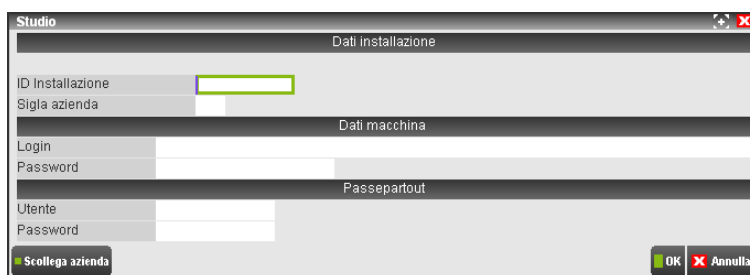 Studio
Dati installazione
ID Installazione
Sigla azienda
Dati macchina
Login
Password
Passepartout
Utente
Password
Scollega azienda OK Annulla